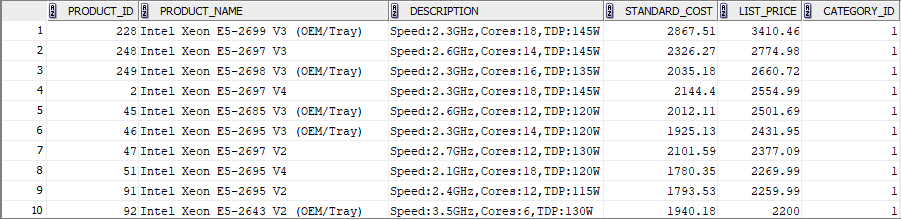 PRODUCT_ID PRODUCT_NAME DESCRIPTION STANDARD_COST LIST_PRICE CATEGORY_ID
1 228 Intel Xeon E5-2699 V3 (OEM/Tray) Speed:2.3GHz,Cores:18,TDP:145W 2867.51 3410.46 1
2 248 Intel Xeon E5-2697 V3 Speed:2.6GHz,Cores:14,TDP:145W 2326.27 2774.98 1
3 249 Intel Xeon E5-2698 V3 (OEM/Tray) Speed:2.3GHz,Cores:16,TDP:135W 2035.18 2660.72 1
4 2 Intel Xeon E5-2697 V4 Speed:2.3GHz,Cores:18,TDP:145W 2144.4 2554.99 1
5 45 Intel Xeon E5-2685 V3 (OEM/Tray) Speed:2.6GHz,Cores:12,TDP:120W 2012.11 2501.69 1
6 46 Intel Xeon E5-2695 V3 (OEM/Tray) Speed:2.3GHz,Cores:14,TDP:120W 1925.13 2431.95 1
7 47 Intel Xeon E5-2697 V2 Speed:2.7GHz,Cores:12,TDP:130W 2101.59 2377.09 1
8 51 Intel Xeon E5-2695 V4 Speed:2.1GHz,Cores:18,TDP:120W 1780.35 2269.99 1
9 91 Intel Xeon E5-2695 V2 Speed:2.4GHz,Cores:12,TDP:115W 1793.53 2259.99 1
10 92 Intel Xeon E5-2643 V2 (OEM/Tray) Speed:3.5GHz,Cores:6,TDP:130W 1940.18 2200 1